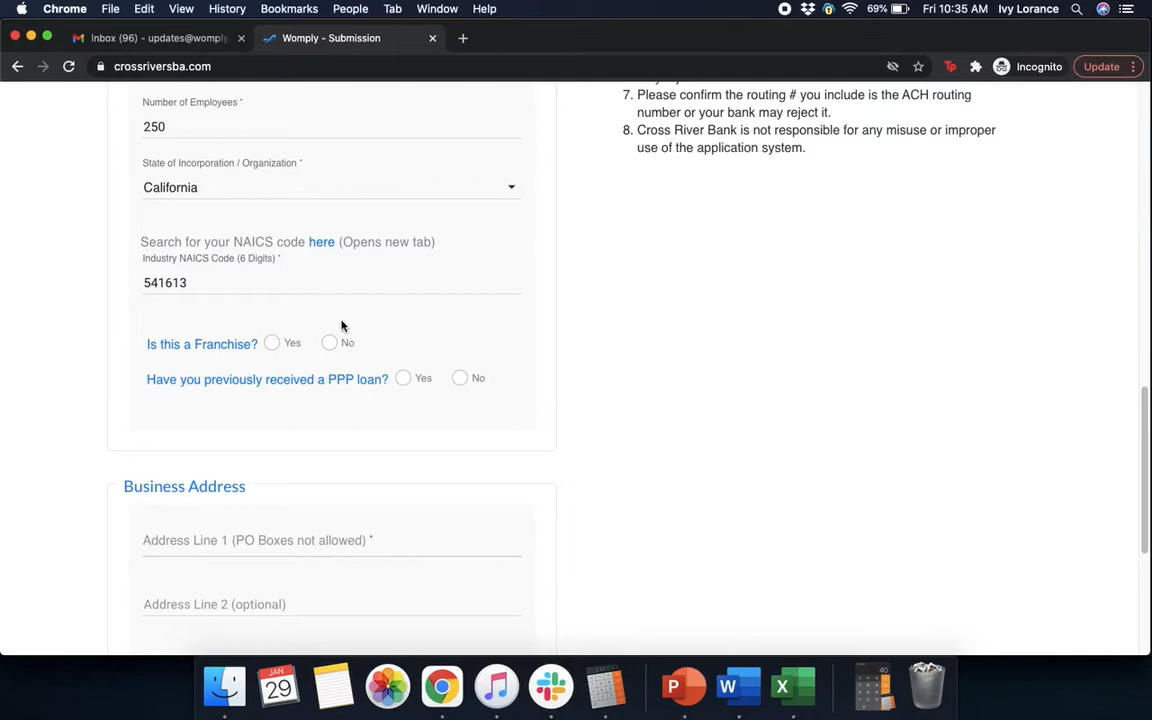 Chrome File Edit View History Bookmarks People Tab Window Help 69% Fri 10:35 AM Ivy Lorance
Inbox (96) - updates@womply. Womply - Submission
crossriversba.com Incognito Update
Number of Employees *
250
State of Incorporation / Organization *
California
Search for your NAICS code here (Opens new tab)
Industry NAICS Code (6 Digits) *
541613
Is this a Franchise? Yes No
Have you previously received a PPP loan? Yes No
Business Address
Address Line 1 (PO Boxes not allowed) *
Address Line 2 (optional)
7. Please confirm the routing # you include is the ACH routing
number or your bank may reject it.
8. Cross River Bank is not responsible for any misuse or improper
use of the application system.
JAN
29
P W X
40